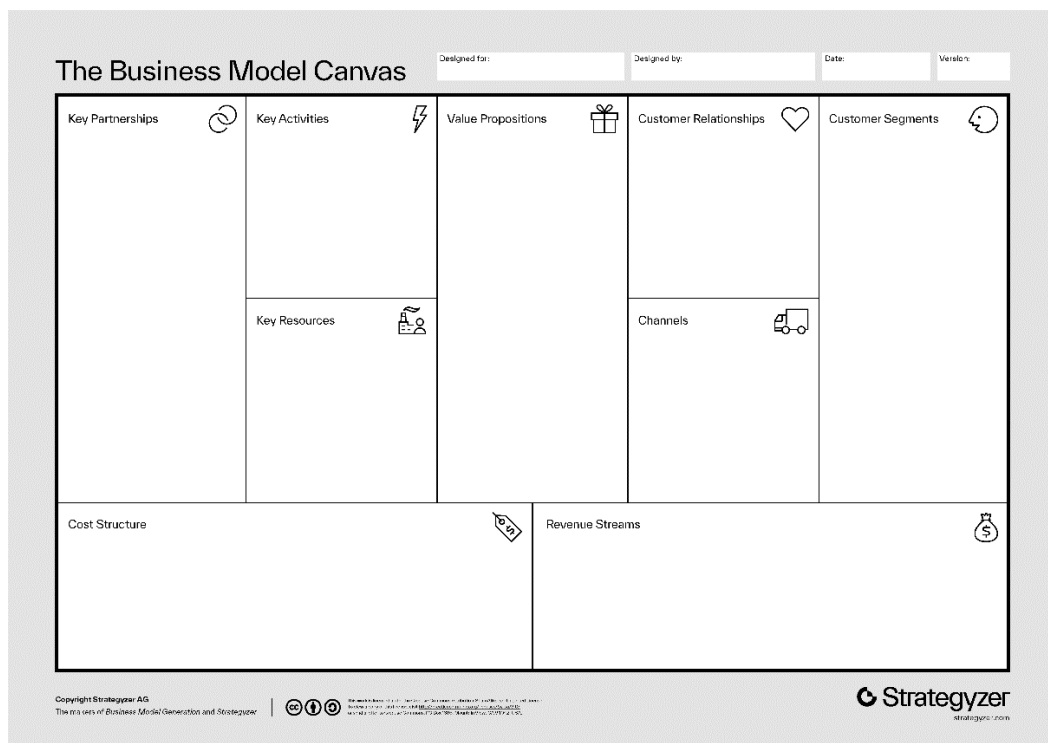 The Business Model Canvas
Designed for:
Designed by:
Date:
Version:
Key Partnerships
Key Activities
Value Propositions
Customer Relationships
Customer Segments
Key Resources
Channels
Cost Structure
Revenue Streams
Copyright Strategyzer AG
The makers of Business Model Generation and Strategyzer
Strategyzer
strategyzer.com